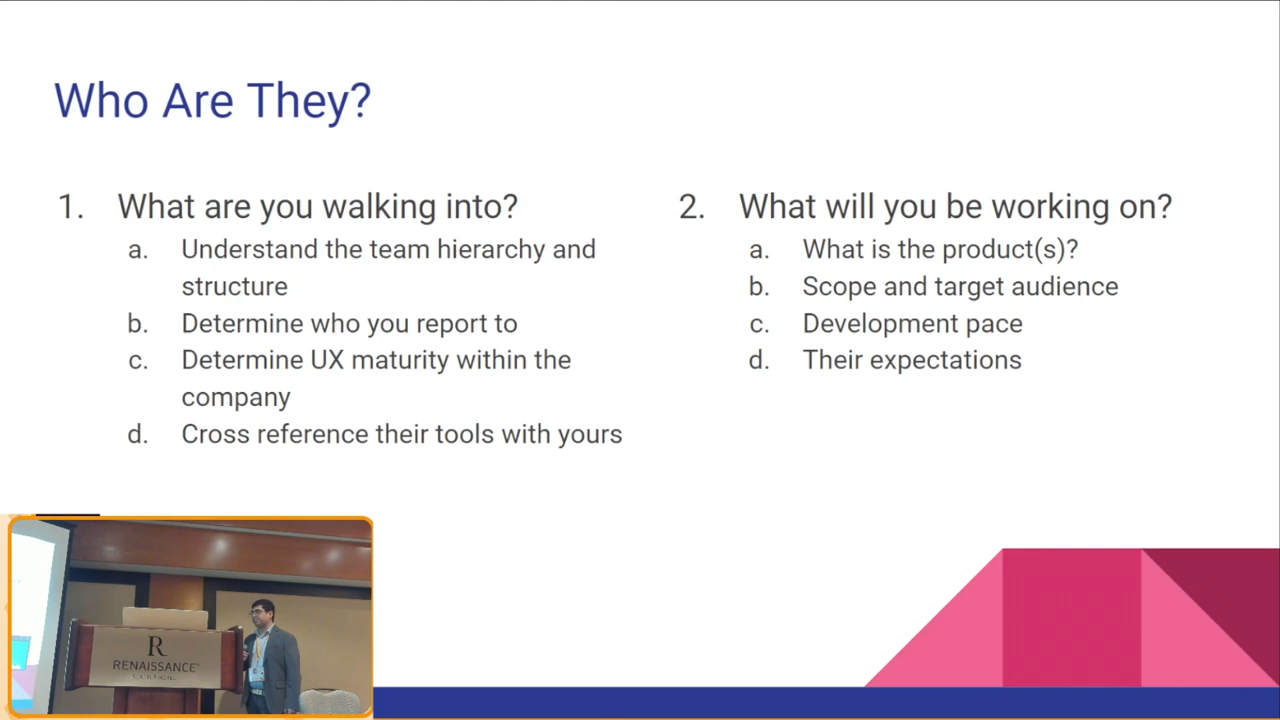 Who Are They?
1. What are you walking into?
a. Understand the team hierarchy and
structure
b. Determine who you report to
c. Determine UX maturity within the
company
d. Cross reference their tools with yours
2. What will you be working on?
a. What is the product(s)?
b. Scope and target audience
c. Development pace
d. Their expectations
R
RENAISSANCE